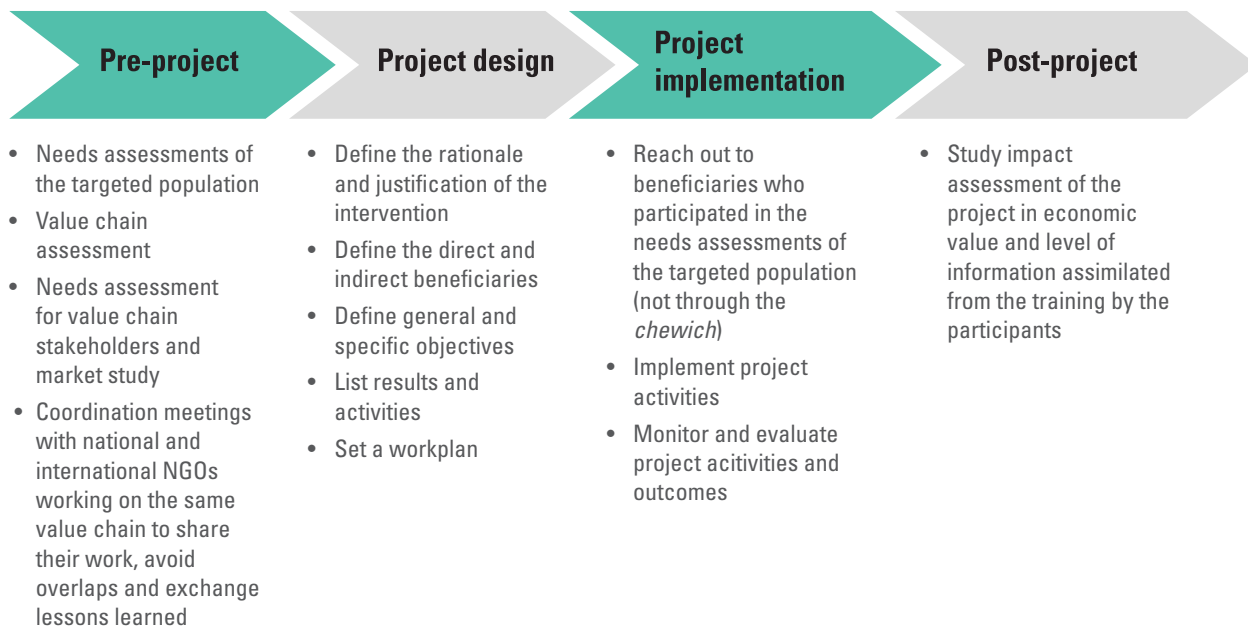 Pre-project
• Needs assessments of
the targeted population
• Value chain
assessment
• Needs assessment
for value chain
stakeholders and
market study
• Coordination meetings
with national and
international NGOs
working on the same
value chain to share
their work, avoid
overlaps and exchange
lessons learned
Project design
• Define the rationale
and justification of the
intervention
• Define the direct and
indirect beneficiaries
• Define general and
specific objectives
• List results and
activities
• Set a workplan
Project
implementation
• Reach out to
beneficiaries who
participated in the
needs assessments of
the targeted population
(not through the
chewich)
• Implement project
activities
• Monitor and evaluate
project acitivities and
outcomes
Post-project
• Study impact
assessment of the
project in economic
value and level of
information assimilated
from the training by the
participants